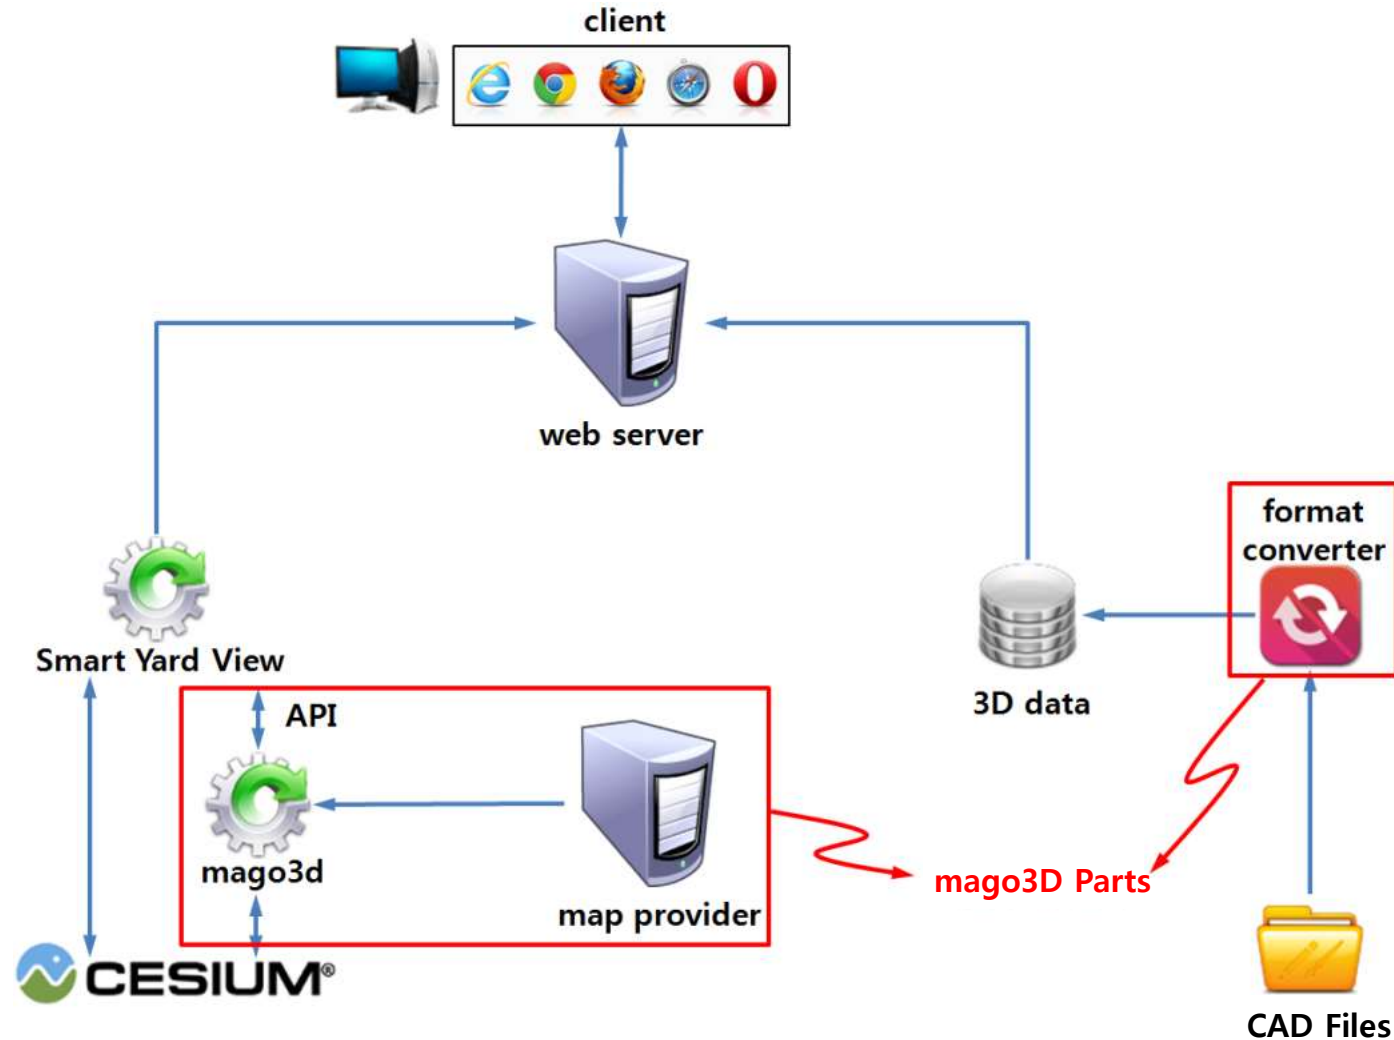 client
web server
format
converter
Smart Yard View
3D data
API
mago3d
map provider
mago3D Parts
CESIUM®
CAD Files